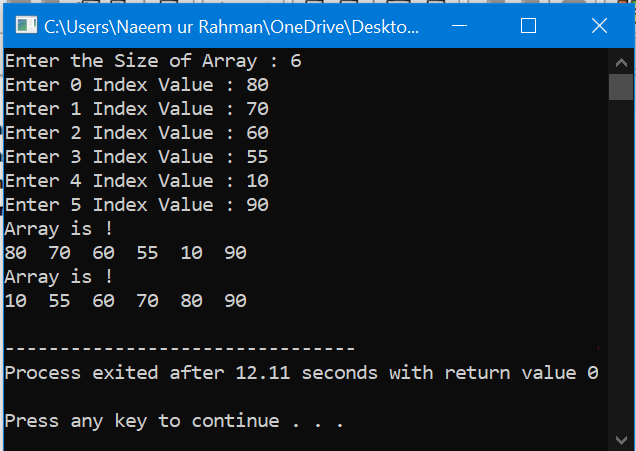 C:\Users\Naeem ur Rahman\OneDrive\Deskto...
Enter the Size of Array : 6
Enter 0 Index Value : 80
Enter 1 Index Value : 70
Enter 2 Index Value : 60
Enter 3 Index Value : 55
Enter 4 Index Value : 10
Enter 5 Index Value : 90
Array is !
80  70  60  55  10  90
Array is !
10  55  60  70  80  90
--------------------------------
Process exited after 12.11 seconds with return value 0
Press any key to continue . . .